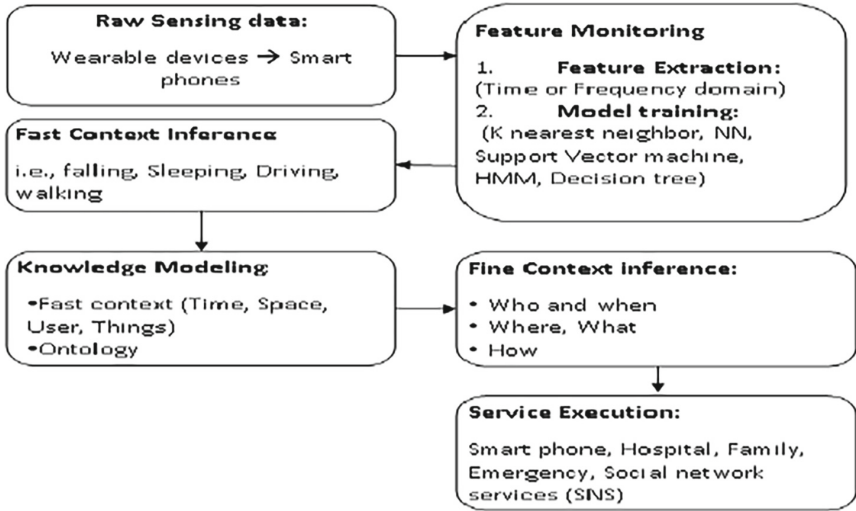 Raw Sensing data:
Wearable devices → Smart
phones
Feature Monitoring
1. Feature Extraction:
(Time or Frequency domain)
2. Model training:
(K nearest neighbor, NN,
Support Vector machine,
HMM, Decision tree)
Fast Context Inference
i.e., falling, Sleeping, Driving,
walking
Knowledge Modeling
•Fast context (Time, Space,
User, Things)
•Ontology
Fine Context inference:
• Who and when
• Where, What
• How
Service Execution:
Smart phone, Hospital, Family,
Emergency, Social network
services (SNS)